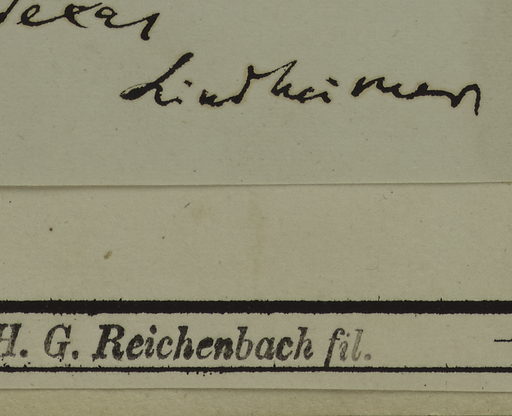 Texas
Lindheimer
H. G. Reichenbach fil.